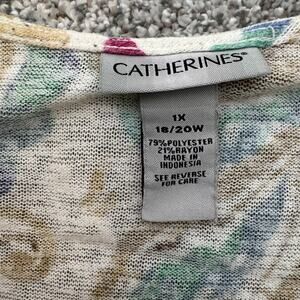 CATHERINES®
1X
18/20W
79%POLYESTER
21%RAYON
MADE IN
INDONESIA
SEE REVERSE
FOR CARE